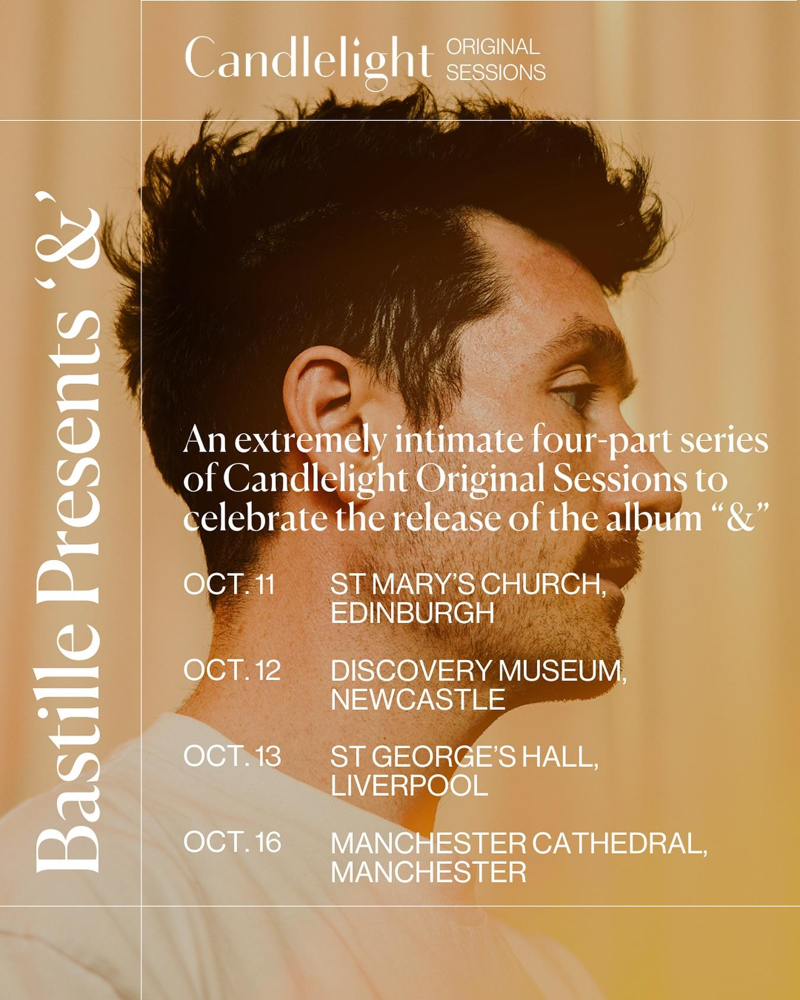 Candlelight ORIGINAL
SESSIONS
Bastille Presents ‘&’
An extremely intimate four-part series
of Candlelight Original Sessions to
celebrate the release of the album “&”
OCT. 11 ST MARY’S CHURCH,
EDINBURGH
OCT. 12 DISCOVERY MUSEUM,
NEWCASTLE
OCT. 13 ST GEORGE’S HALL,
LIVERPOOL
OCT. 16 MANCHESTER CATHEDRAL,
MANCHESTER